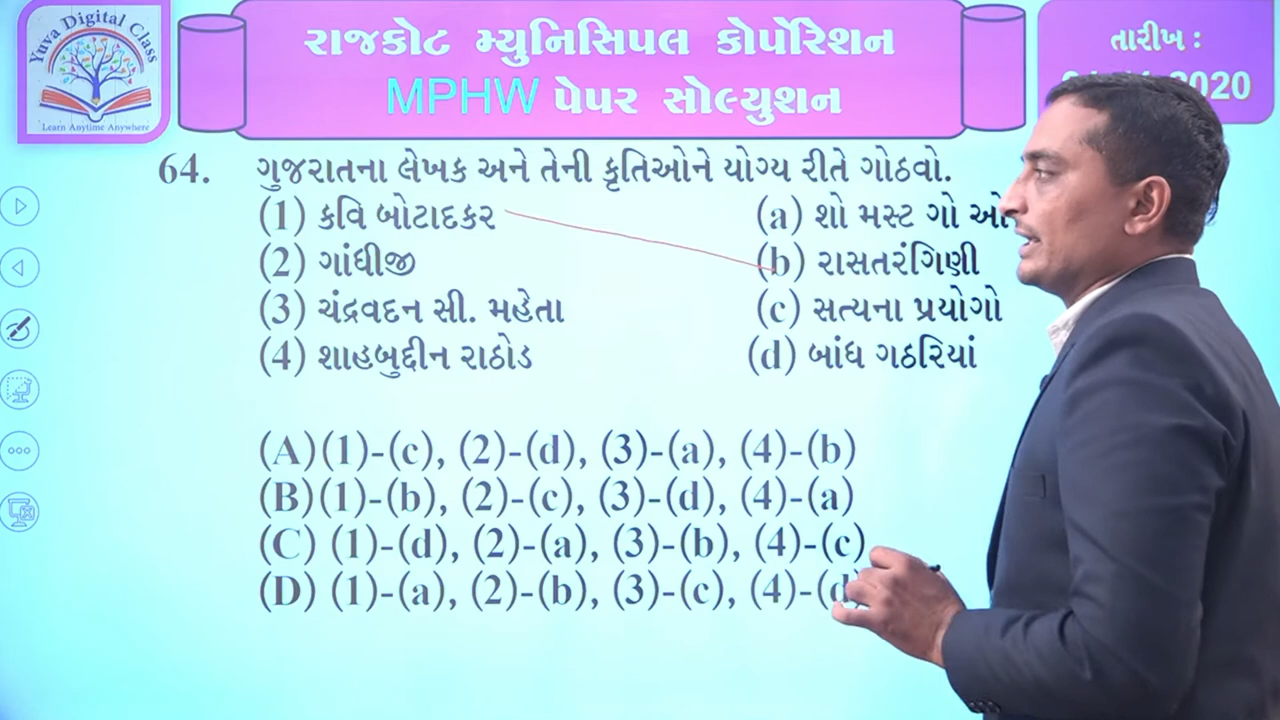 Yuva Digital Class
Learn Anytime Anywhere
રાજકોટ મ્યુનિસિપલ કોર્પોરેશન
MPHW પેપર સોલ્યુશન
તારીખ :
2020
64. ગુજરાતના લેખક અને તેની કૃતિઓને યોગ્ય રીતે ગોઠવો.
(1) કવિ બોટાદકર (a) શો મસ્ટ ગો
(2) ગાંધીજી (b) રાસતરંગિણી
(3) ચંદ્રવદન સી. મહેતા (c) સત્યના પ્રયોગો
(4) શાહબુદ્દીન રાઠોડ (d) બાંધ ગઠરિયાં
(A) (1)-(c), (2)-(d), (3)-(a), (4)-(b)
(B) (1)-(b), (2)-(c), (3)-(d), (4)-(a)
(C) (1)-(d), (2)-(a), (3)-(b), (4)-(c)
(D) (1)-(a), (2)-(b), (3)-(c), (4)-(d